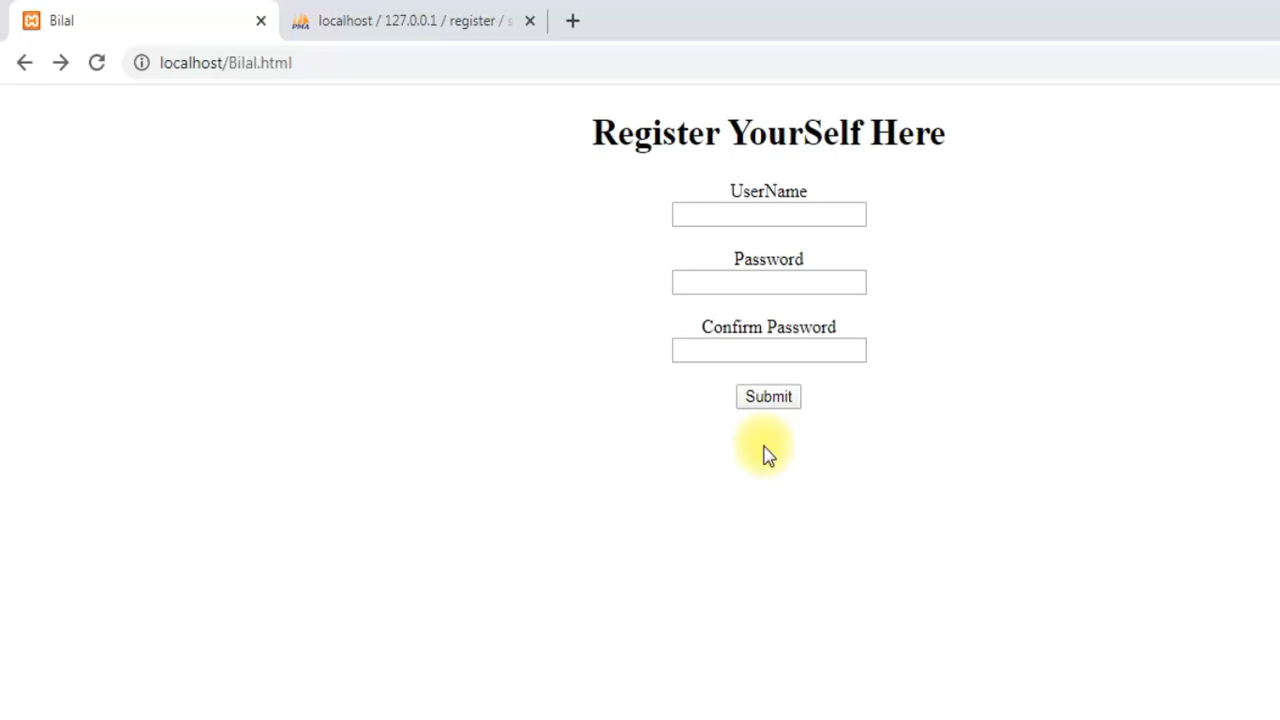 Bilal
localhost / 127.0.0.1 / register / s
localhost/Bilal.html
Register YourSelf Here
UserName
Password
Confirm Password
Submit